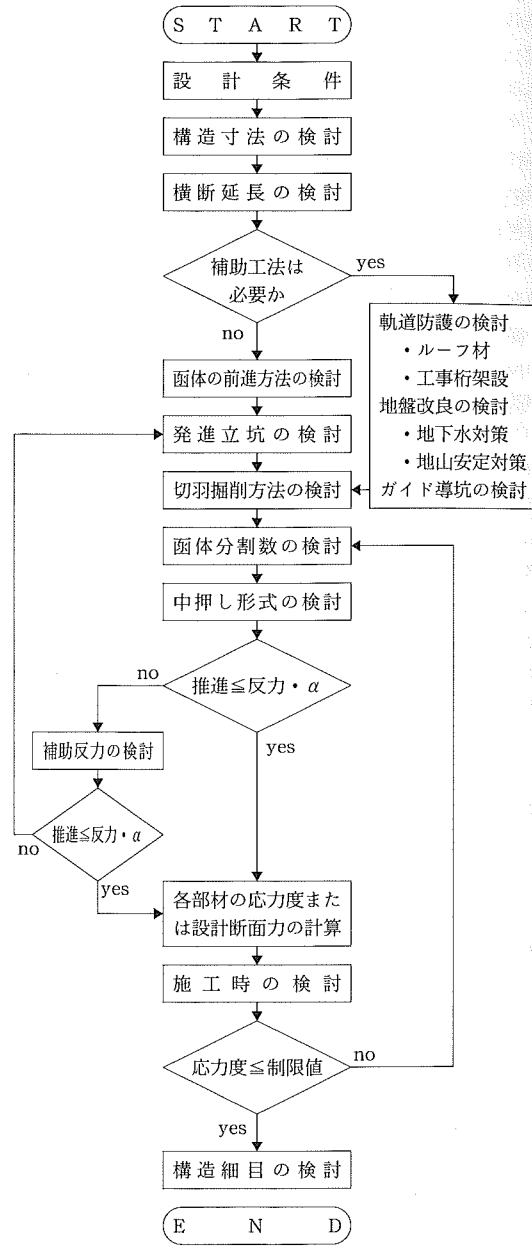 START
設計条件
構造寸法の検討
横断延長の検討
補助工法は
必要か
yes
no
軌道防護の検討
・ルーフ材
・工事桁架設
地盤改良の検討
・地下水対策
・地山安定対策
ガイド導坑の検討
函体の前進方法の検討
発進立坑の検討
切羽掘削方法の検討
函体分割数の検討
中押し形式の検討
推進≦反力・α
no
yes
補助反力の検討
推進≦反力・α
no
yes
各部材の応力度また
は設計断面力の計算
施工時の検討
応力度≦制限値
no
yes
構造細目の検討
END